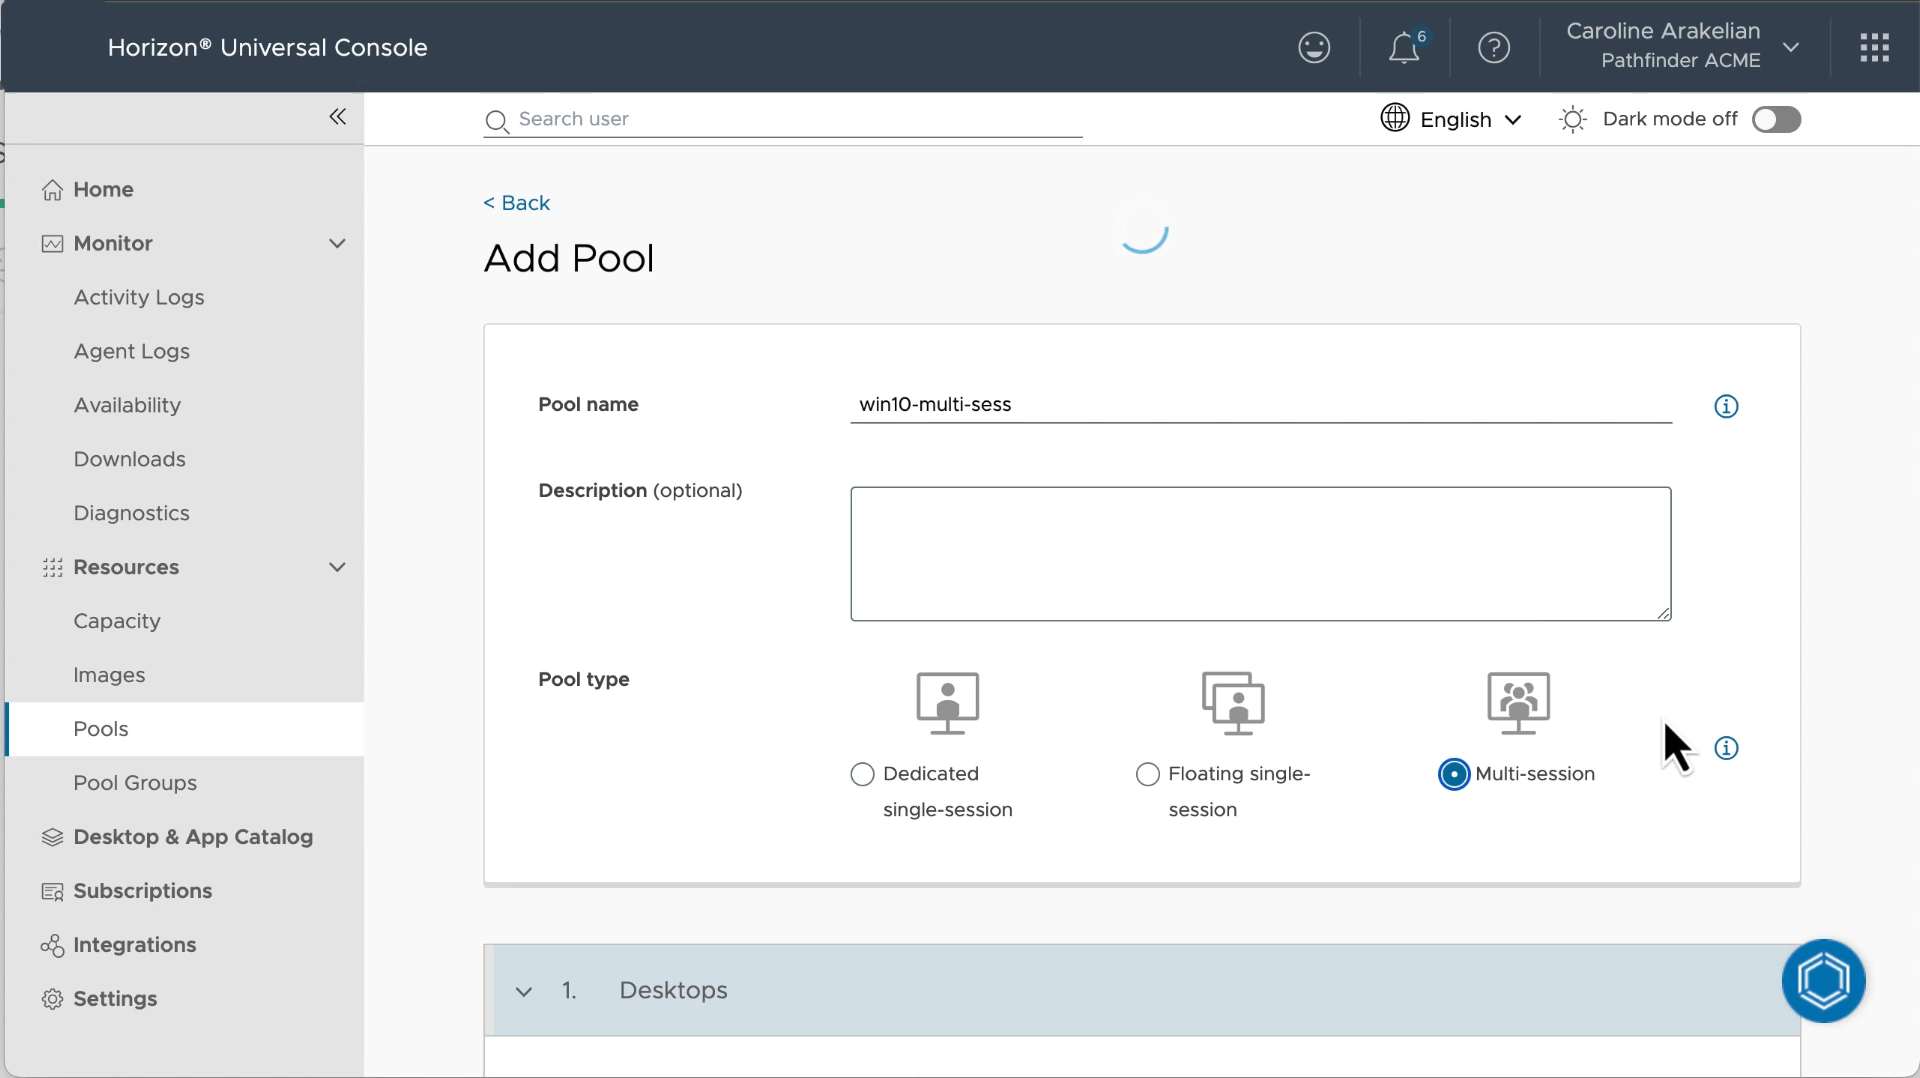 Horizon® Universal Console
6
Caroline Arakelian
Pathfinder ACME
Search user
English
Dark mode off
Home
Monitor
Activity Logs
Agent Logs
Availability
Downloads
Diagnostics
Resources
Capacity
Images
Pools
Pool Groups
Desktop & App Catalog
Subscriptions
Integrations
Settings
< Back
Add Pool
Pool name
win10-multi-sess
Description (optional)
Pool type
Dedicated
single-session
Floating single-
session
Multi-session
1. Desktops